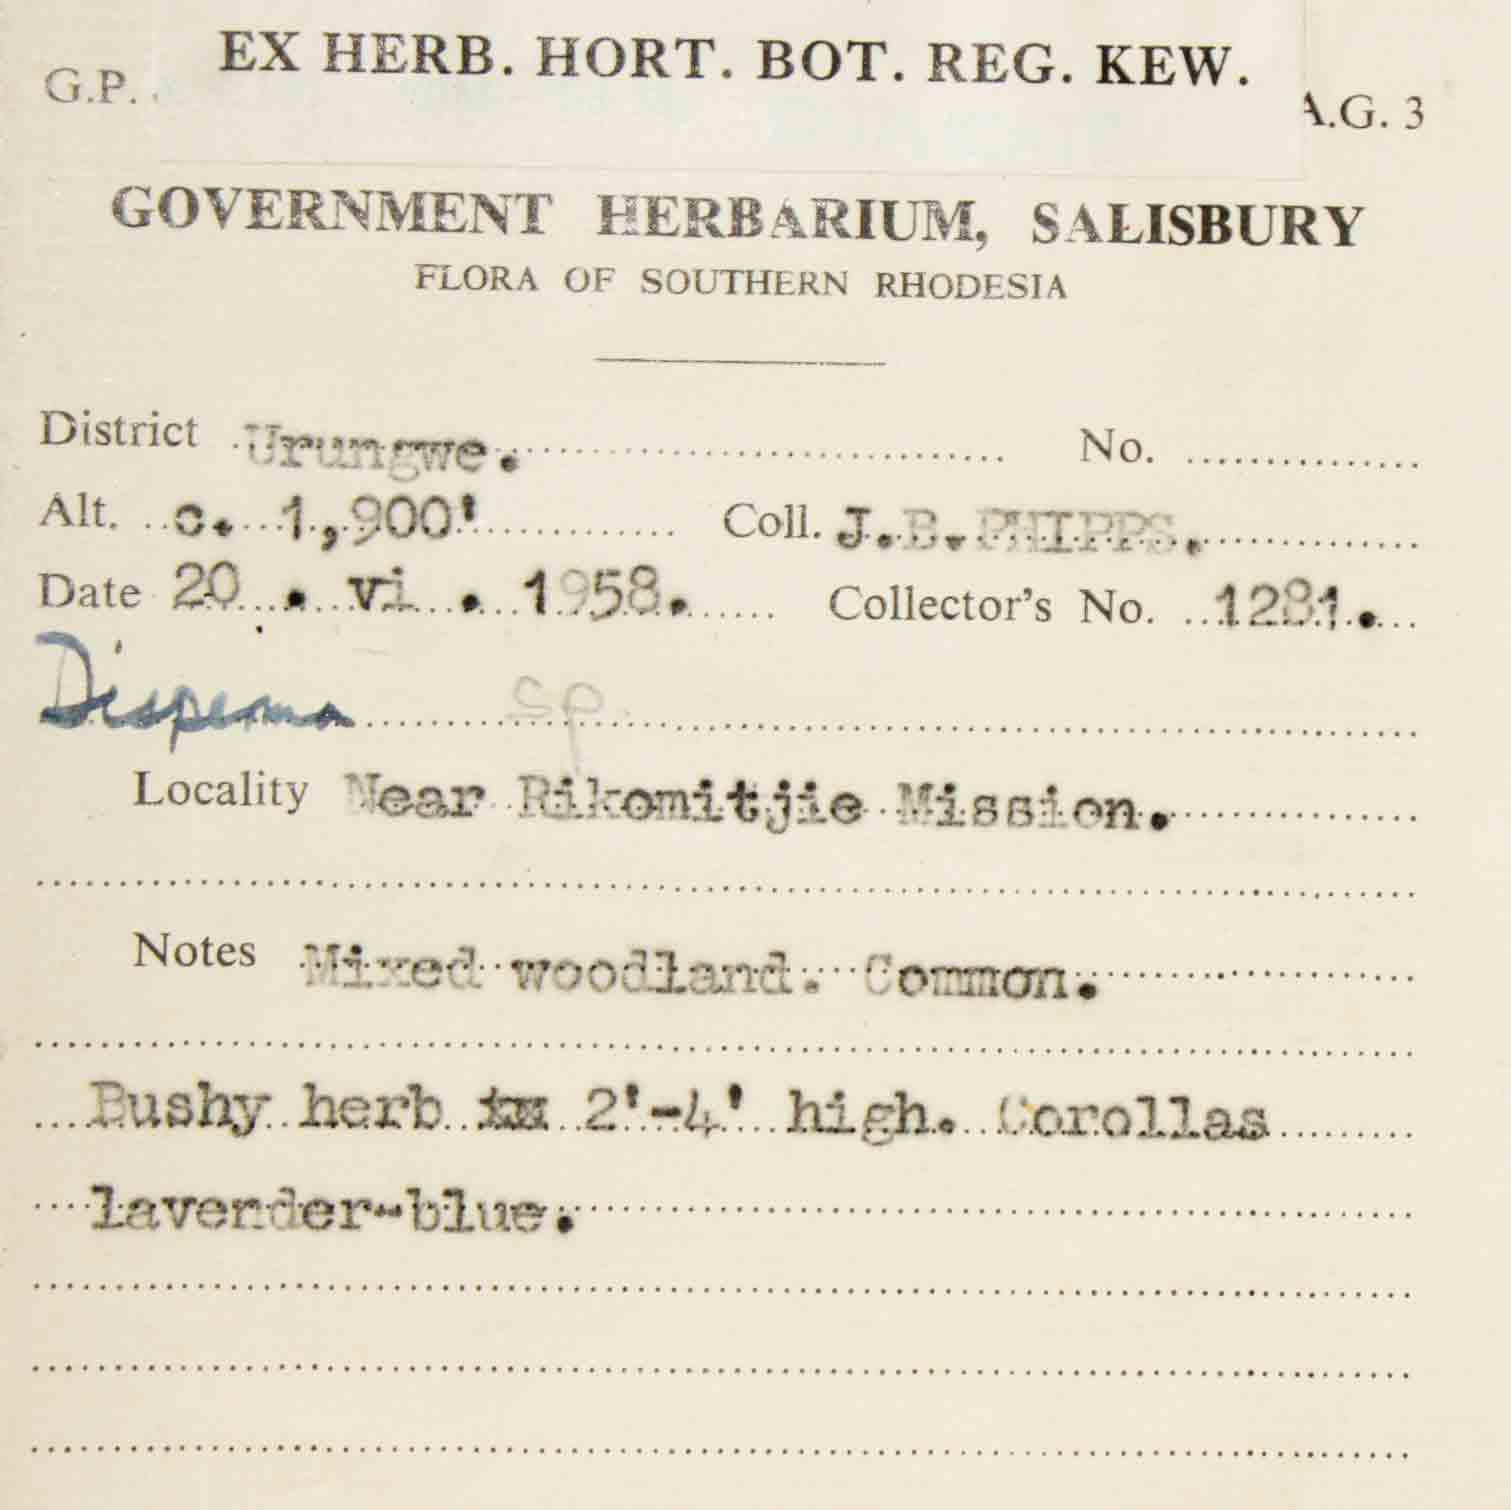 EX HERB. HORT. BOT. REG. KEW.
G.P. A.G. 3
GOVERNMENT HERBARIUM, SALISBURY
FLORA OF SOUTHERN RHODESIA
District Urungwe. No.
Alt. c. 1,900' Coll. J.B. PHIPPS.
Date 20 . vi . 1958. Collector's No. 1281.
Disperma sp
Locality Near Rikomitjie Mission.
Notes Mixed woodland. Common.
Bushy herb 2'-4' high. Corollas
lavender-blue.